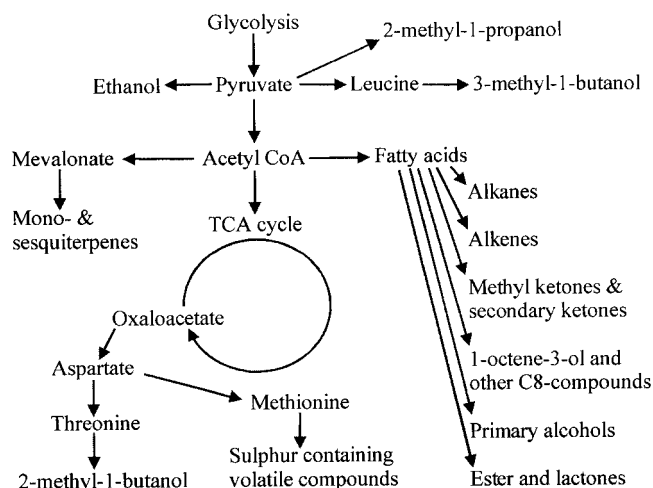 Glycolysis
2-methyl-1-propanol
Ethanol
Pyruvate
Leucine
3-methyl-1-butanol
Mevalonate
Acetyl CoA
Fatty acids
Mono- &
sesquiterpenes
TCA cycle
Alkanes
Alkenes
Methyl ketones &
secondary ketones
Oxaloacetate
1-octene-3-ol and
other C8-compounds
Aspartate
Methionine
Threonine
Primary alcohols
2-methyl-1-butanol
Sulphur containing
volatile compounds
Ester and lactones